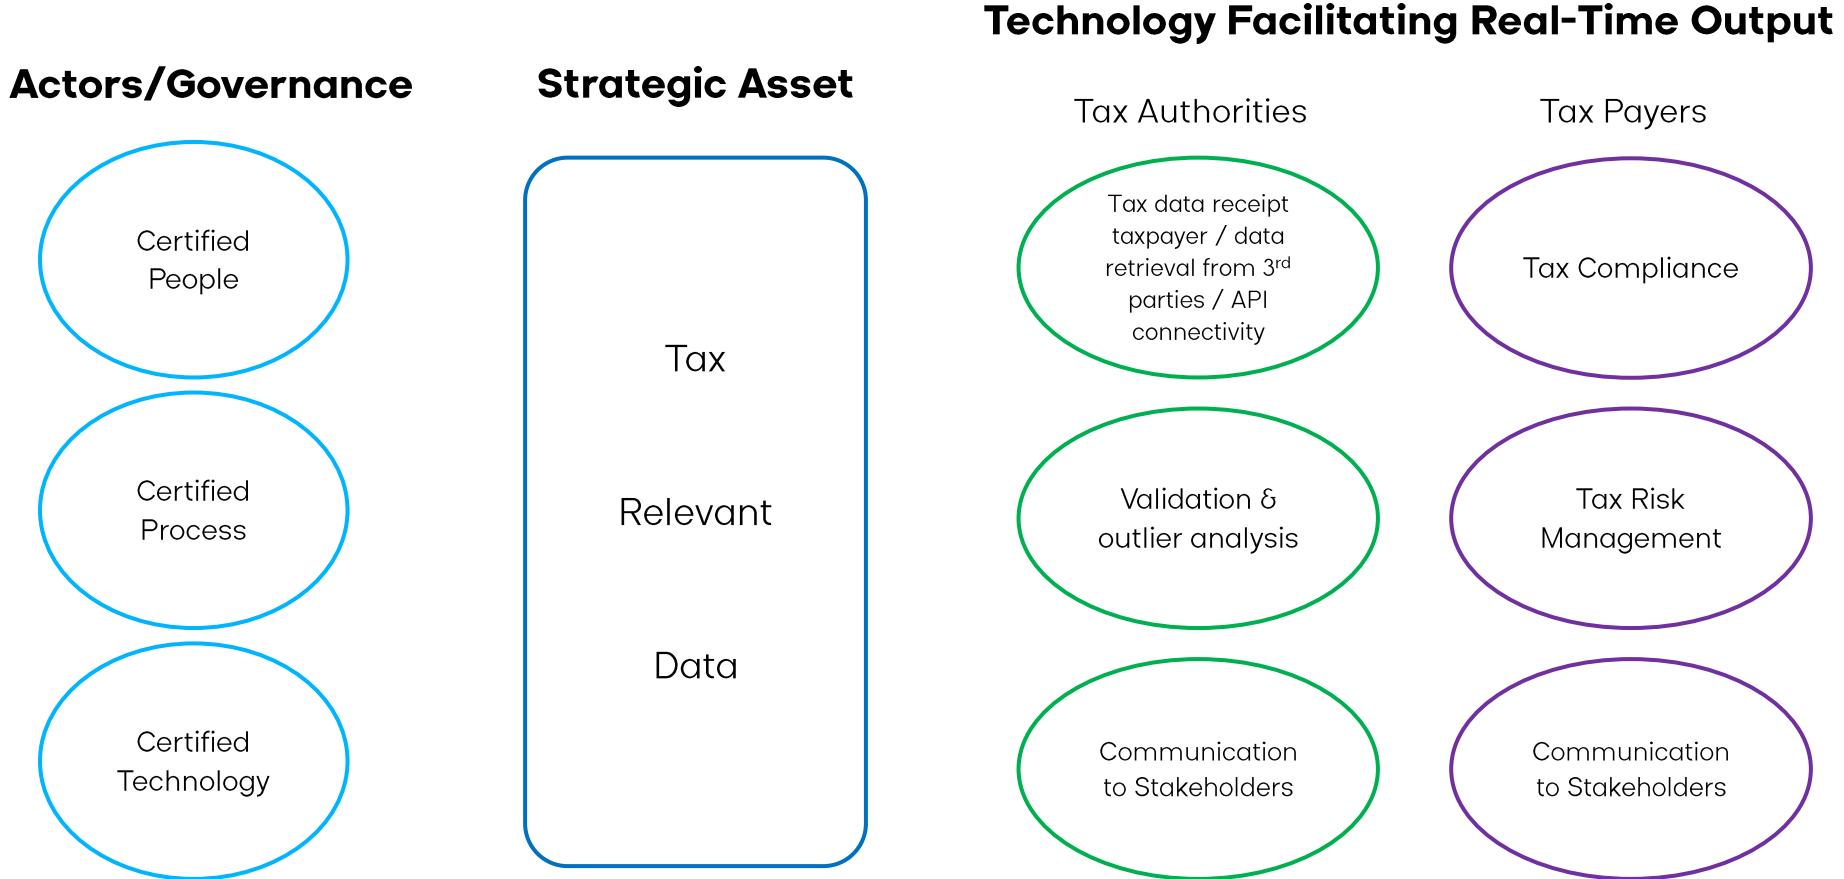 Technology Facilitating Real-Time Output
Actors/Governance
Strategic Asset
Tax Authorities
Tax Payers
Certified
People
Certified
Process
Certified
Technology
Tax
Relevant
Data
Tax data receipt
taxpayer / data
retrieval from 3rd
parties / API
connectivity
Validation &
outlier analysis
Communication
to Stakeholders
Tax Compliance
Tax Risk
Management
Communication
to Stakeholders